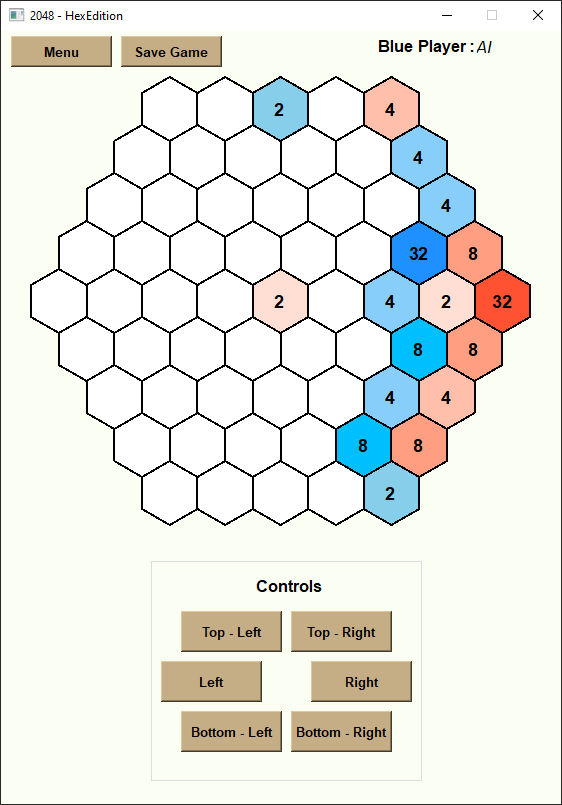 2048 - HexEdition
Menu Save Game Blue Player : AI
2 4
4
4
32 8
2 4 2 32
8 8
4 4
8 8
2
Controls
Top - Left Top - Right
Left Right
Bottom - Left Bottom - Right